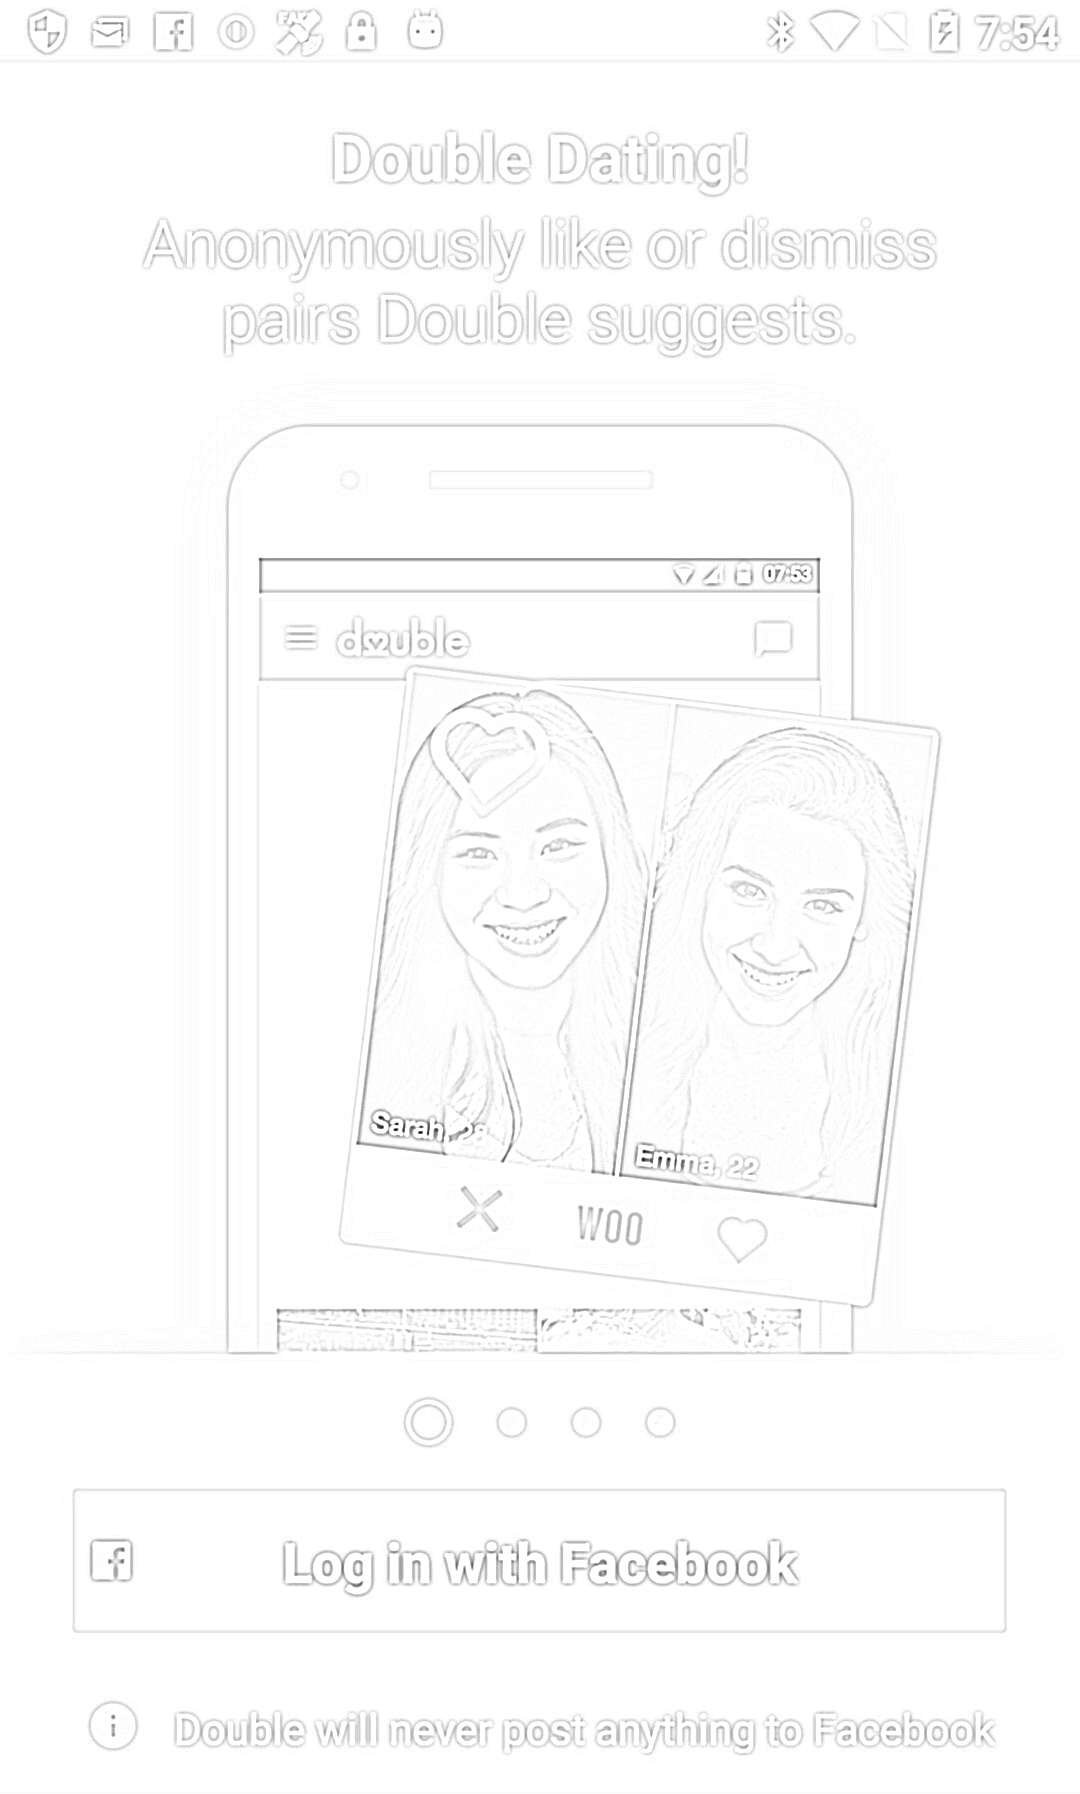 7:54
Double Dating!
Anonymously like or dismiss
pairs Double suggests.
07:53
double
Sarah, 28
Emma, 22
WOO
Log in with Facebook
Double will never post anything to Facebook